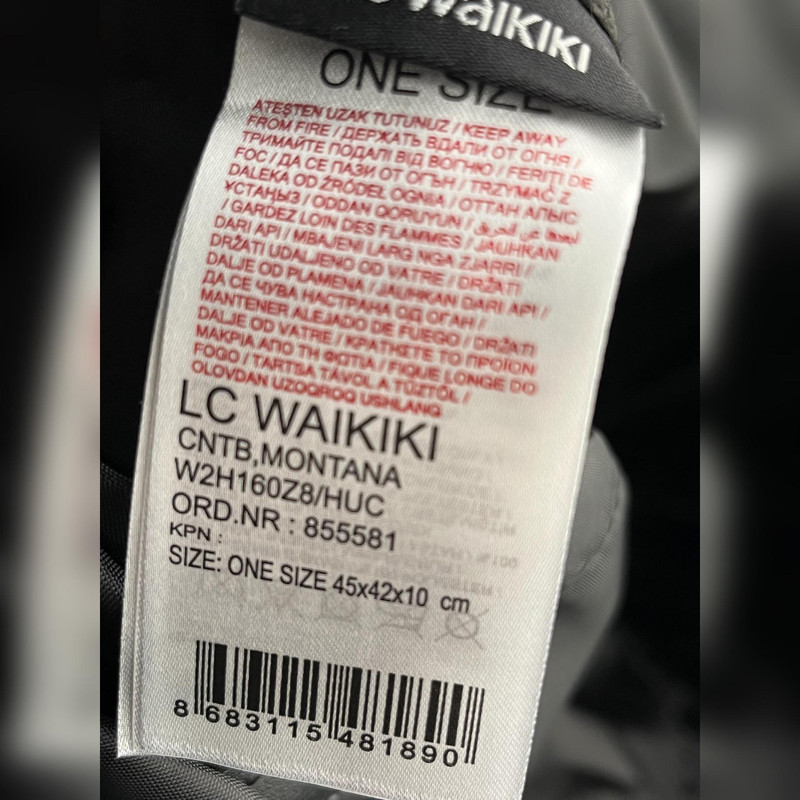 Waikiki
ONE SIZE
ATEŞTEN UZAK TUTUNUZ / KEEP AWAY
FROM FIRE / ДЕРЖАТЬ ВДАЛИ ОТ ОГНЯ /
ТРИМАЙТЕ ПОДАЛІ ВІД ВОГНЮ / FERIȚI DE
FOC / ДА СЕ ПАЗИ ОТ ОГЪН / TRZYMAĆ Z
DALEKA OD ŹRÓDEŁ OGNIA / ОТТАН АЛЫС
ҰСТАҢЫЗ / ODDAN QORUYUN / تبعد عن الحريق
/ GARDEZ LOIN DES FLAMMES / JAUHKAN
DARI API / MBAJENI LARG NGA ZJARRI /
DRŽATI UDALJENO OD VATRE / DRŽATI
DALJE OD PLAMENA / JAUHKAN DARI API /
ДА СЕ ЧУВА НАСТРАНА ОД ОГАН /
MANTENER ALEJADO DE FUEGO / DRŽATI
DALJE OD VATRE / ΚΡΑΤΗΣΤΕ ΤΟ ΠΡΟΪΟΝ
ΜΑΚΡΙΑ ΑΠΟ ΤΗ ΦΩΤΙΑ / FIQUE LONGE DO
FOGO / TARTSA TÁVOL A TŰZTŐL /
OLOVDAN UZOQROQ USHLANG
LC WAIKIKI
CNTB,MONTANA
W2H160Z8/HUC
ORD.NR : 855581
KPN :
SIZE: ONE SIZE 45x42x10 cm
8 683115 481890